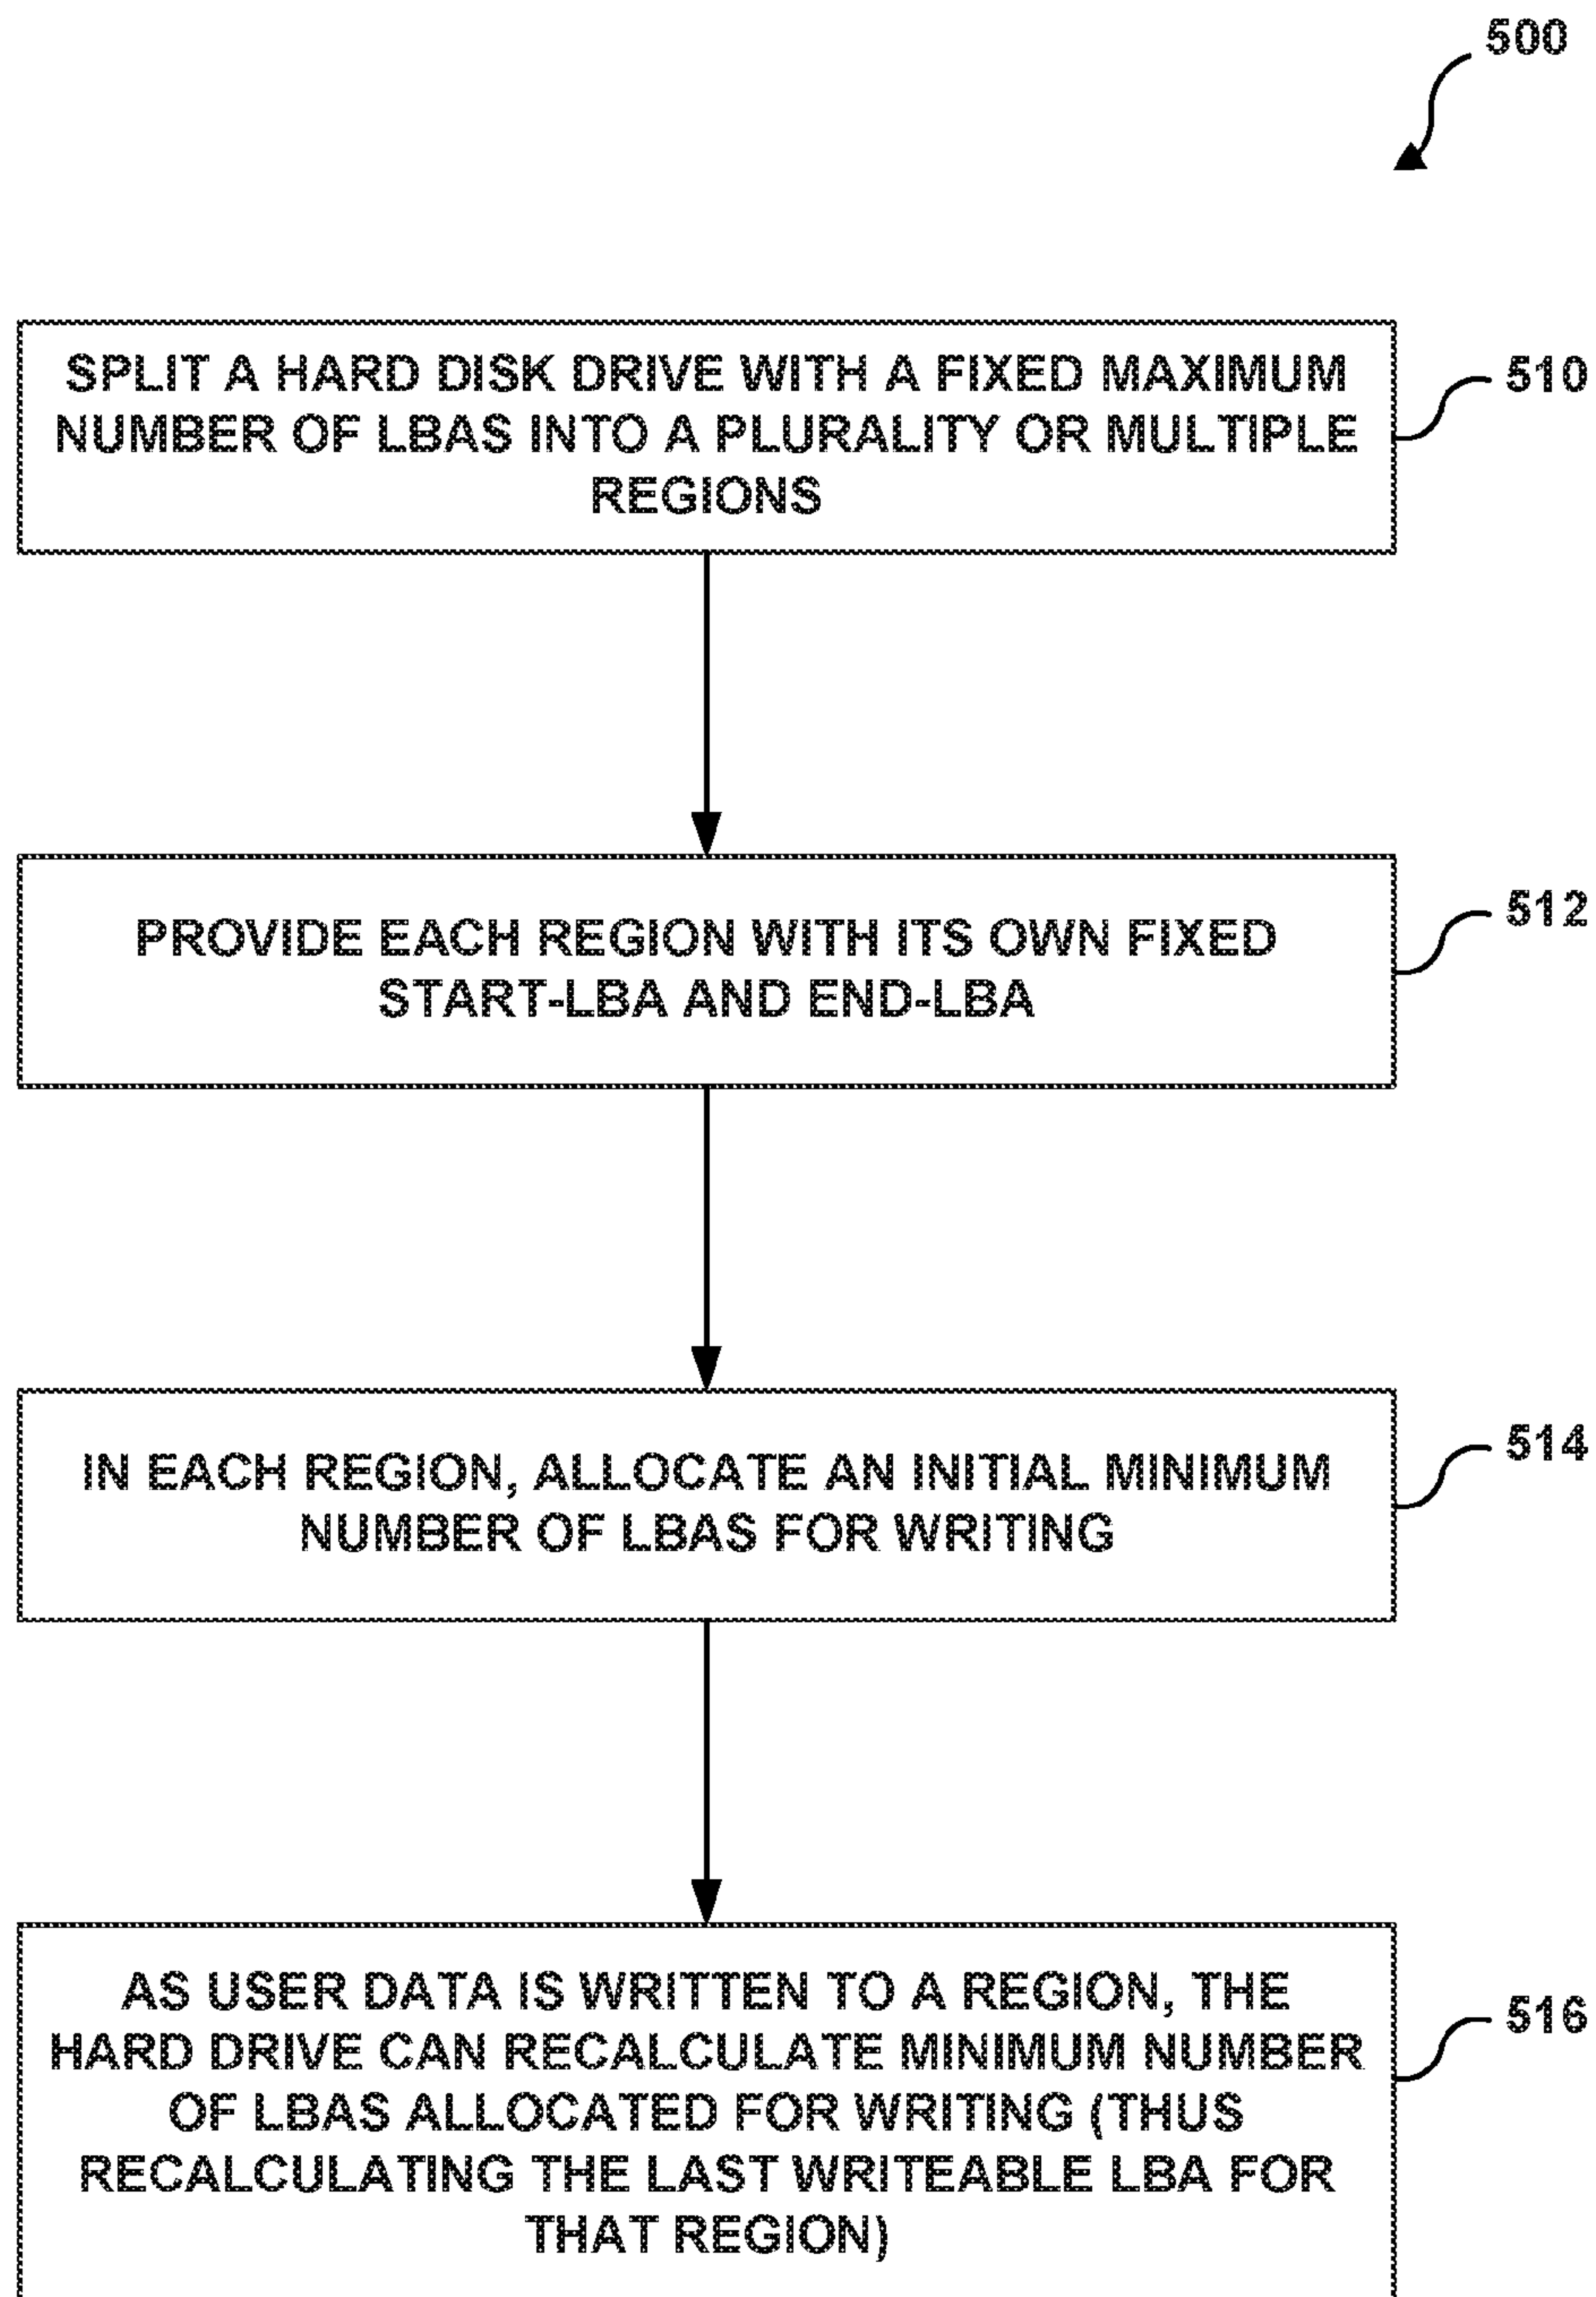 500
SPLIT A HARD DISK DRIVE WITH A FIXED MAXIMUM
NUMBER OF LBAS INTO A PLURALITY OR MULTIPLE
REGIONS
510
PROVIDE EACH REGION WITH ITS OWN FIXED
START-LBA AND END-LBA
512
IN EACH REGION, ALLOCATE AN INITIAL MINIMUM
NUMBER OF LBAS FOR WRITING
514
AS USER DATA IS WRITTEN TO A REGION, THE
HARD DRIVE CAN RECALCULATE MINIMUM NUMBER
OF LBAS ALLOCATED FOR WRITING (THUS
RECALCULATING THE LAST WRITEABLE LBA FOR
THAT REGION)
516